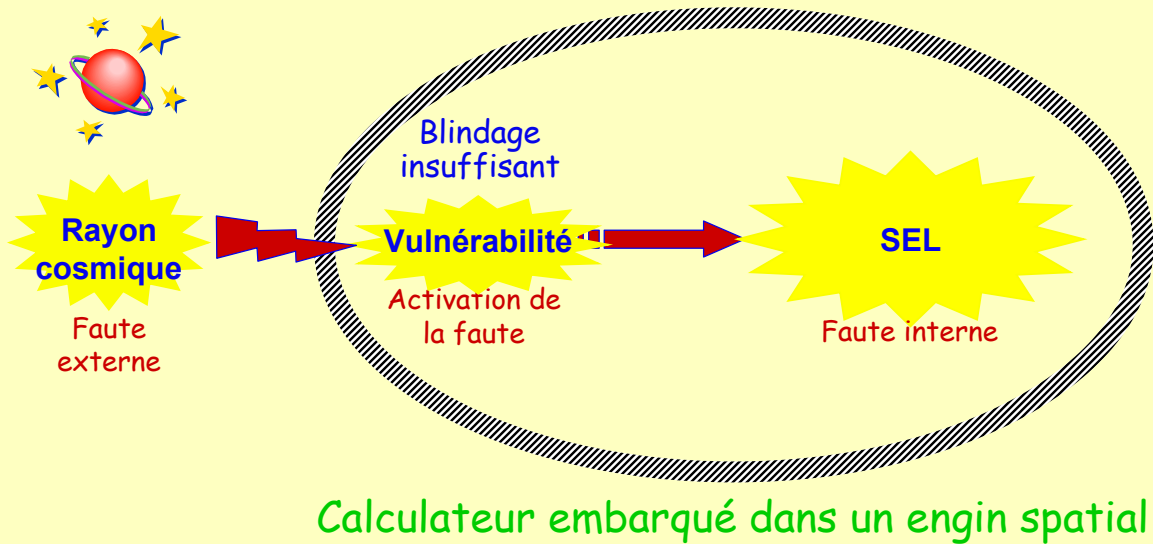 Blindage
insuffisant
Rayon
cosmique
Vulnérabilité
SEL
Faute
externe
Activation de
la faute
Faute interne
Calculateur embarqué dans un engin spatial